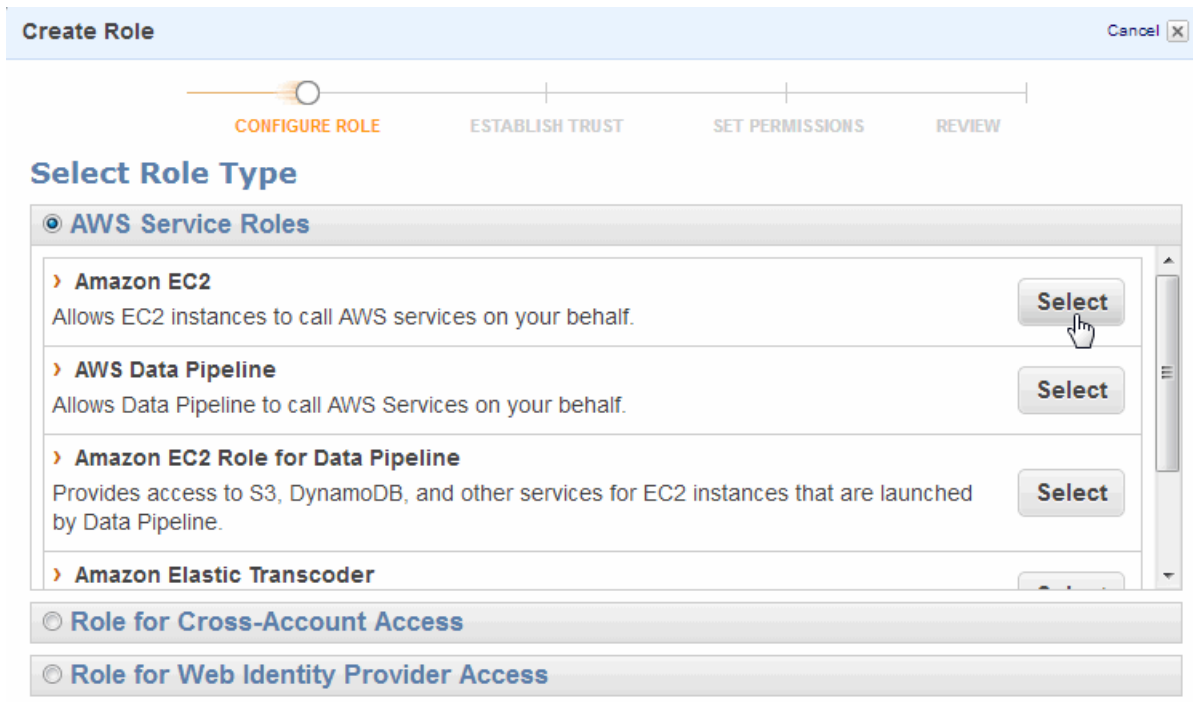 Create Role
Cancel
CONFIGURE ROLE
ESTABLISH TRUST
SET PERMISSIONS
REVIEW
Select Role Type
AWS Service Roles
Amazon EC2
Allows EC2 instances to call AWS services on your behalf.
Select
AWS Data Pipeline
Allows Data Pipeline to call AWS Services on your behalf.
Select
Amazon EC2 Role for Data Pipeline
Provides access to S3, DynamoDB, and other services for EC2 instances that are launched
by Data Pipeline.
Select
Amazon Elastic Transcoder
Role for Cross-Account Access
Role for Web Identity Provider Access